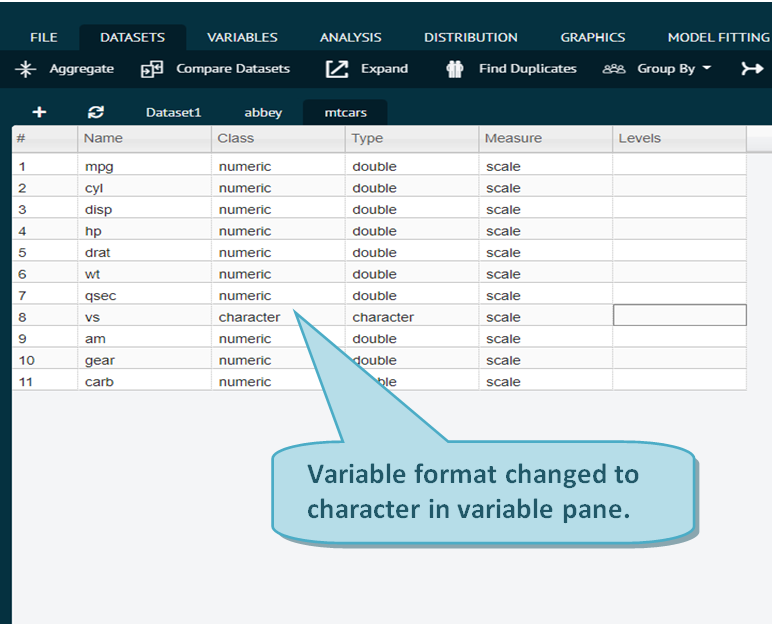 FILE DATASETS VARIABLES ANALYSIS DISTRIBUTION GRAPHICS MODEL FITTING
Aggregate Compare Datasets Expand Find Duplicates Group By
Dataset1 abbey mtcars
# Name Class Type Measure Levels
1 mpg numeric double scale
2 cyl numeric double scale
3 disp numeric double scale
4 hp numeric double scale
5 drat numeric double scale
6 wt numeric double scale
7 qsec numeric double scale
8 vs character character scale
9 am numeric double scale
10 gear numeric double scale
11 carb numeric scale
Variable format changed to
character in variable pane.